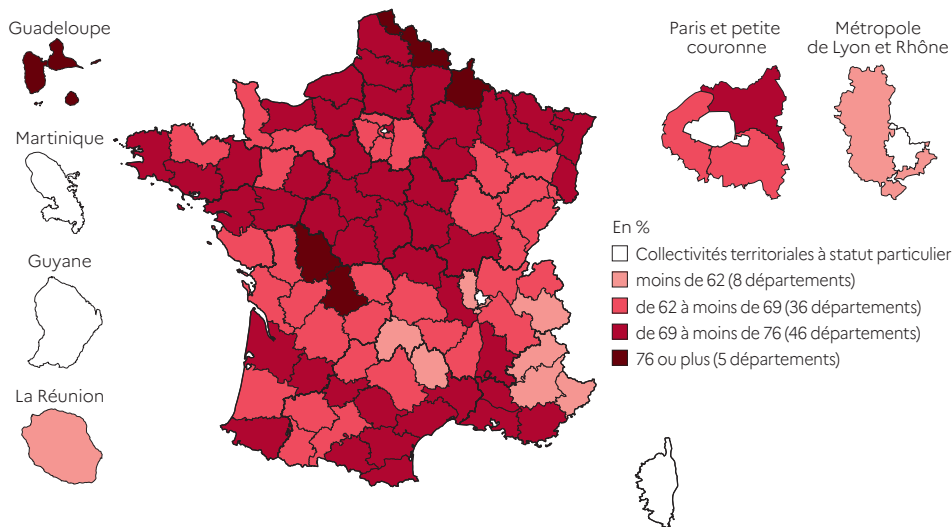 Guadeloupe
Martinique
Guyane
La Réunion
Paris et petite
couronne
Métropole
de Lyon et Rhône
En %
Collectivités territoriales à statut particulier
moins de 62 (8 départements)
de 62 à moins de 69 (36 départements)
de 69 à moins de 76 (46 départements)
76 ou plus (5 départements)